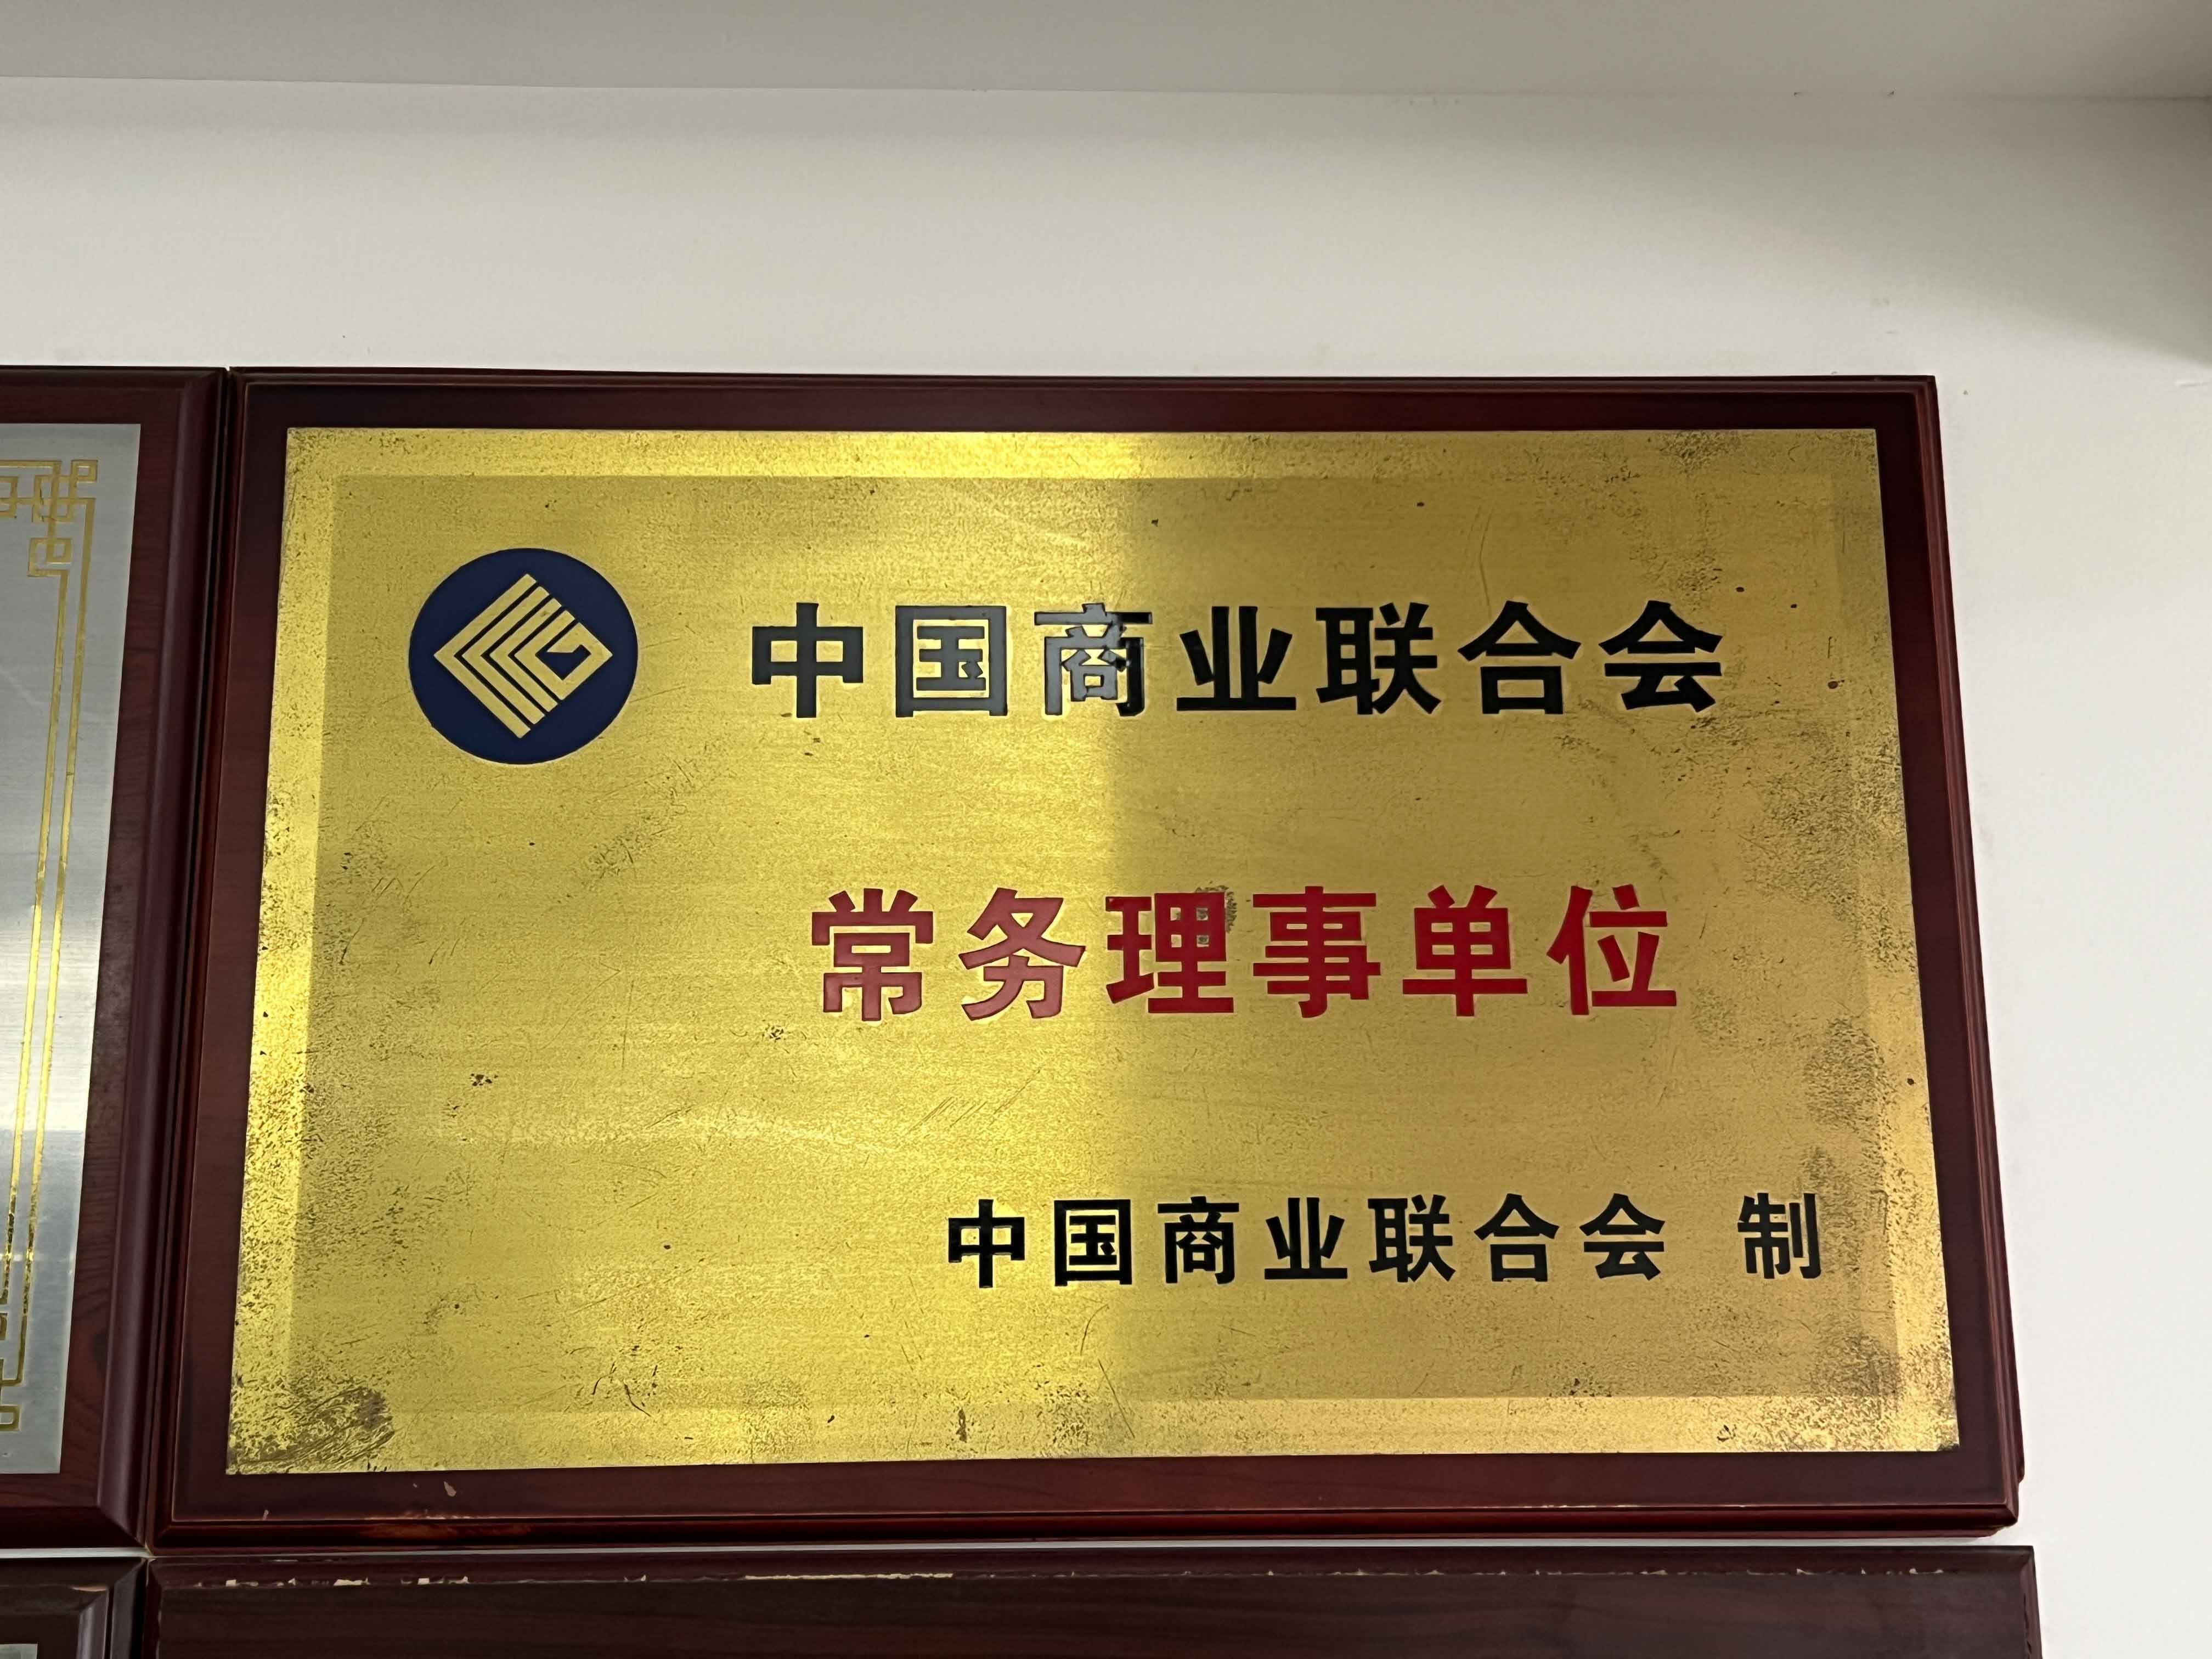 中国商业联合会
常务理事单位
中国商业联合会 制